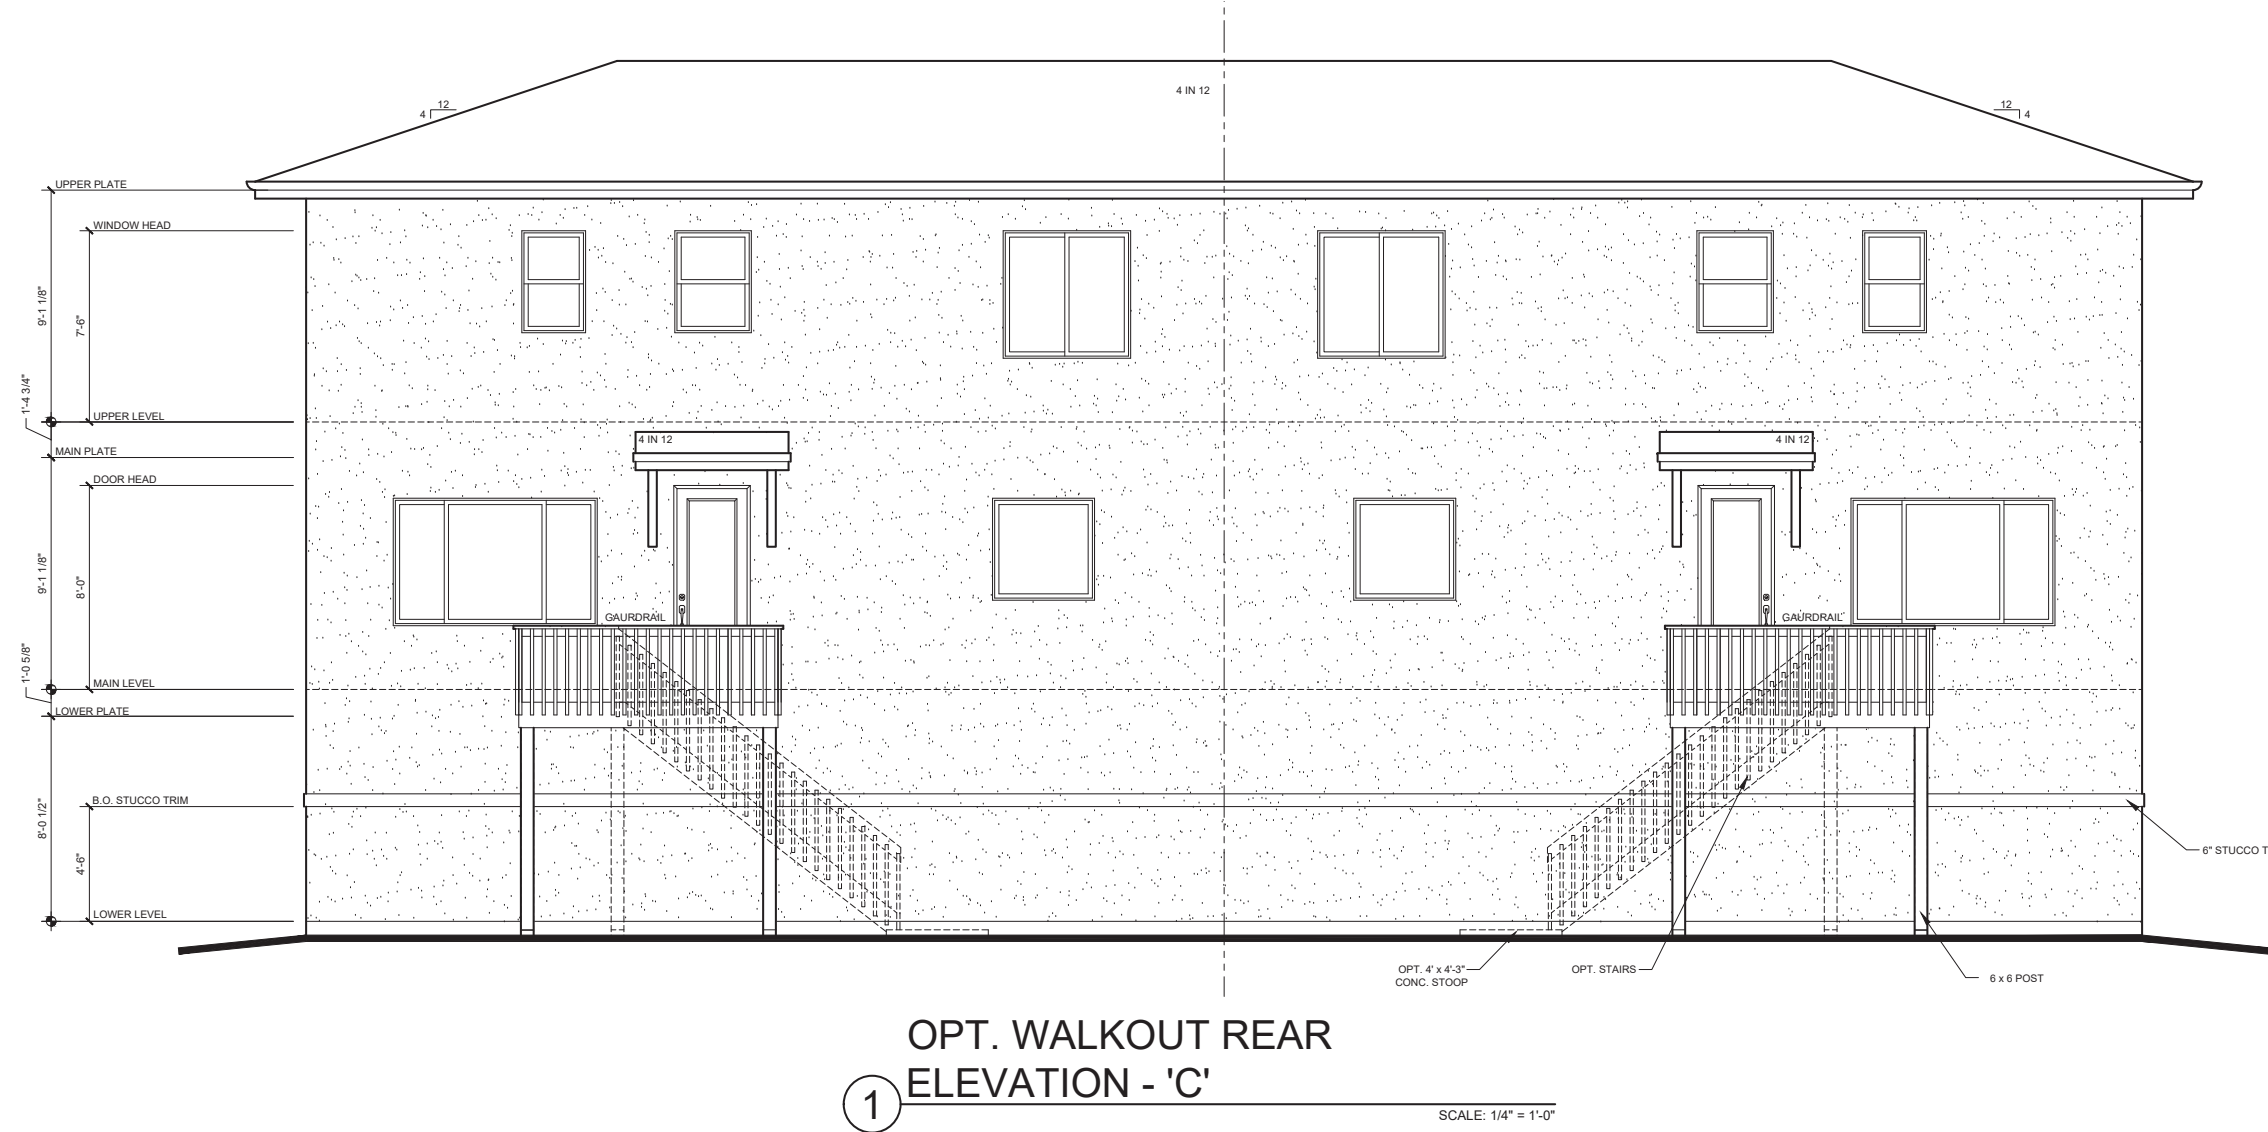 4 IN 12
12
4
12
4
UPPER PLATE
WINDOW HEAD
9'-1 1/8"
7'-6"
1'-4 3/4"
UPPER LEVEL
4 IN 12
4 IN 12
MAIN PLATE
DOOR HEAD
9'-1 1/8"
8'-0"
GAURDRAIL
GAURDRAIL
1'-0 5/8"
MAIN LEVEL
LOWER PLATE
B.O. STUCCO TRIM
8'-0 1/2"
4'-6"
6" STUCCO T
LOWER LEVEL
OPT. 4' x 4'-3"
CONC. STOOP
OPT. STAIRS
6 x 6 POST
OPT. WALKOUT REAR
ELEVATION - 'C'
1
SCALE: 1/4" = 1'-0"